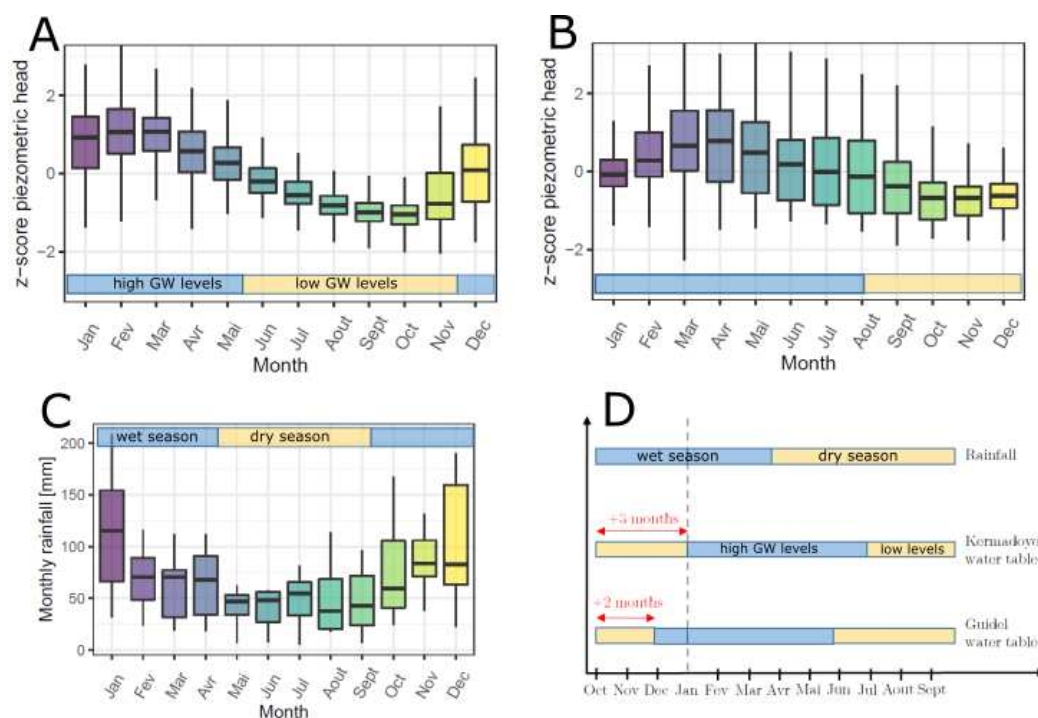 A
z-score piezometric head
2
0
−2
high GW levels
low GW levels
Jan
Fev
Mar
Avr
Mai
Jun
Jul
Aout
Sept
Oct
Nov
Dec
Month
B
z-score piezometric head
2
0
−2
Jan
Fev
Mar
Avr
Mai
Jun
Jul
Aout
Sept
Oct
Nov
Dec
Month
C
Monthly rainfall [mm]
200
150
100
50
0
wet season
dry season
Jan
Fev
Mar
Avr
Mai
Jun
Jul
Aout
Sept
Oct
Nov
Dec
Month
D
wet season
dry season
Rainfall
+3 months
high GW levels
low levels
Kermadoye
water table
+2 months
Guidel
water table
Oct Nov Dec Jan Fev Mar Avr Mai Jun Jul Aout Sept